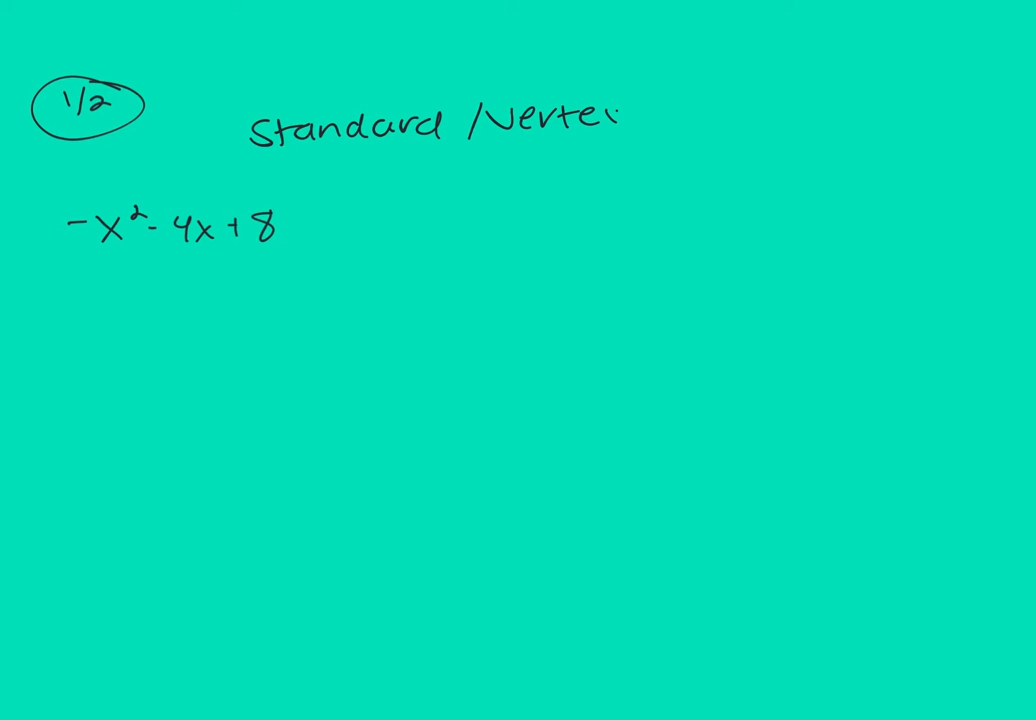 1/2
Standard /Verte
-x² - 4x + 8